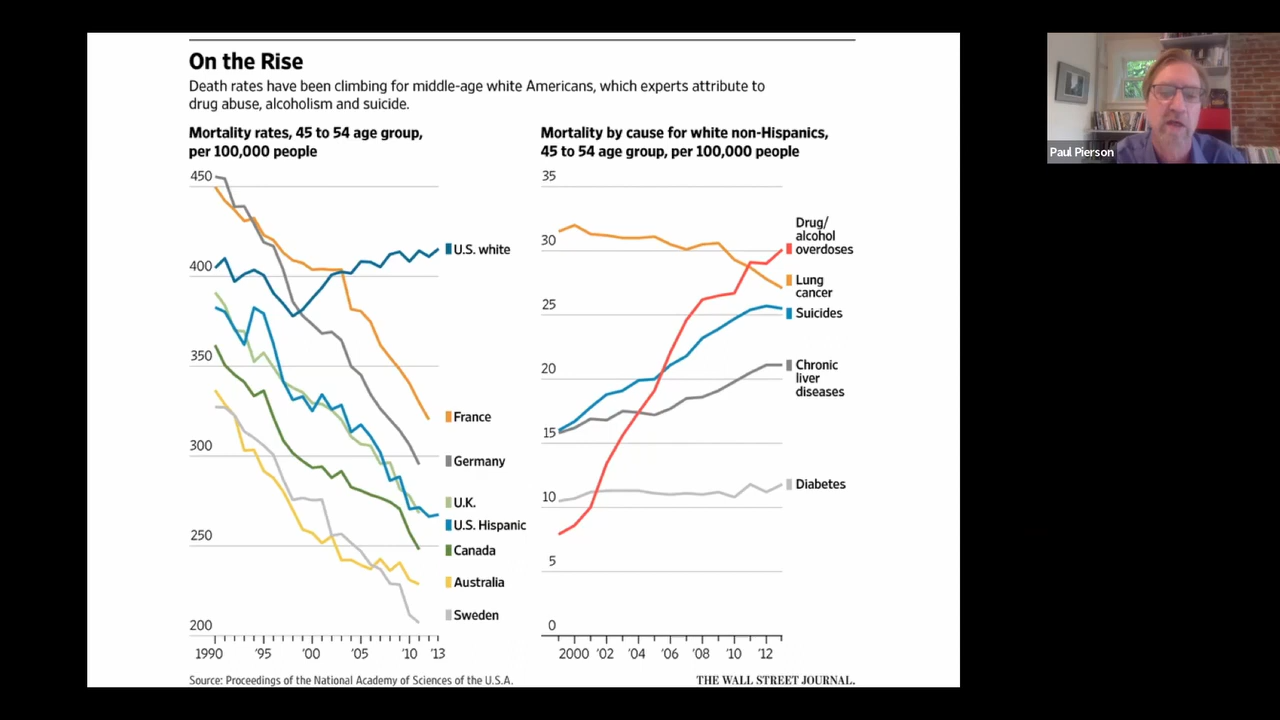 On the Rise
Death rates have been climbing for middle-age white Americans, which experts attribute to
drug abuse, alcoholism and suicide.
Mortality rates, 45 to 54 age group,
per 100,000 people
450
400
350
300
250
200
U.S. white
France
Germany
U.K.
U.S. Hispanic
Canada
Australia
Sweden
1990 '95 '00 '05 '10 '13
Mortality by cause for white non-Hispanics,
45 to 54 age group, per 100,000 people
35
30
25
20
15
10
5
0
Drug/
alcohol
overdoses
Lung
cancer
Suicides
Chronic
liver
diseases
Diabetes
2000 '02 '04 '06 '08 '10 '12
Source: Proceedings of the National Academy of Sciences of the U.S.A.
THE WALL STREET JOURNAL.
Paul Pierson